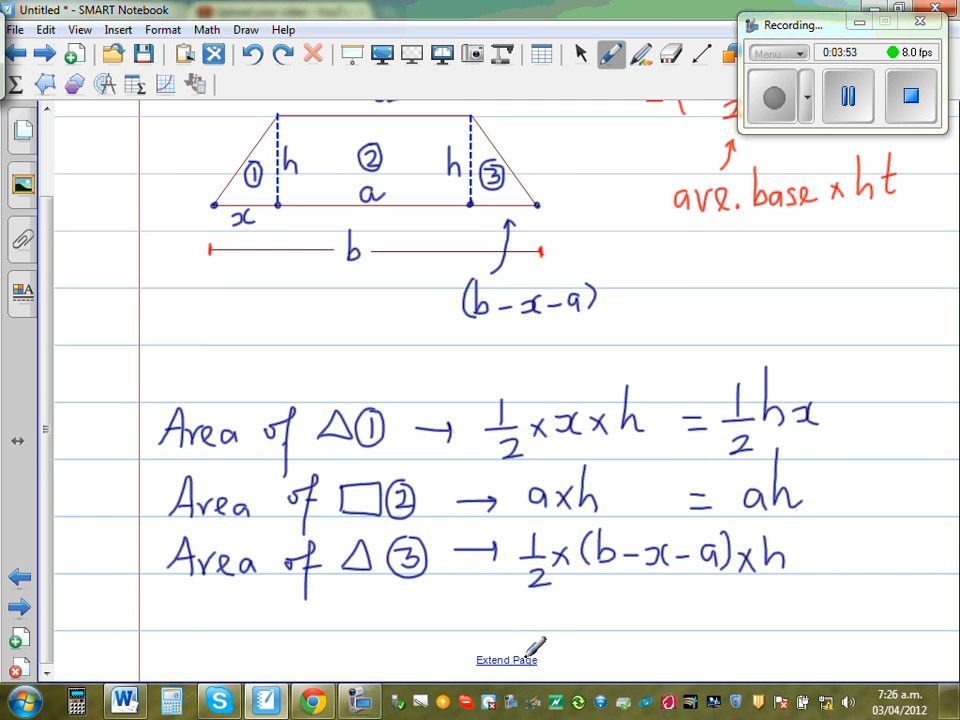 Untitled * - SMART Notebook
File Edit View Insert Format Math Draw Help
Recording...
Menu 0:03:53 8.0 fps
① h ② h ③
a
x
b
ave. base × ht
(b - x - a)
Area of △① → 1/2 × x × h = 1/2 hx
Area of □② → a×h = ah
Area of △③ → 1/2 × (b - x - a) × h
Extend Page
7:26 a.m.
03/04/2012